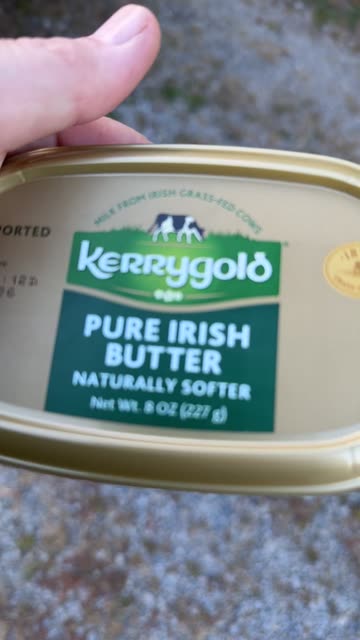 MILK FROM IRISH GRASS-FED COWS
Kerrygold
PURE IRISH
BUTTER
NATURALLY SOFTER
Net Wt. 8 OZ (227 g)